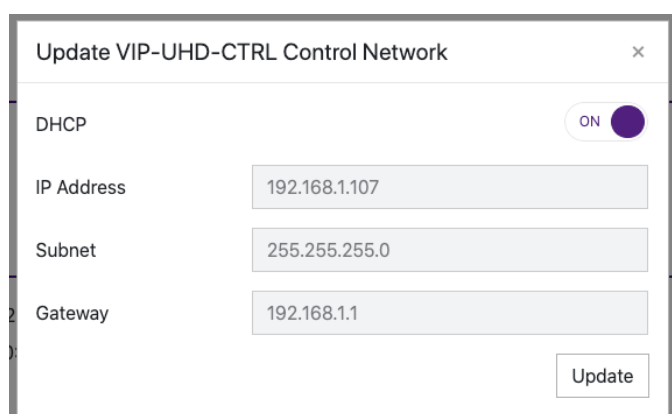 Update VIP-UHD-CTRL Control Network ×
DHCP ON
IP Address 192.168.1.107
Subnet 255.255.255.0
Gateway 192.168.1.1
Update